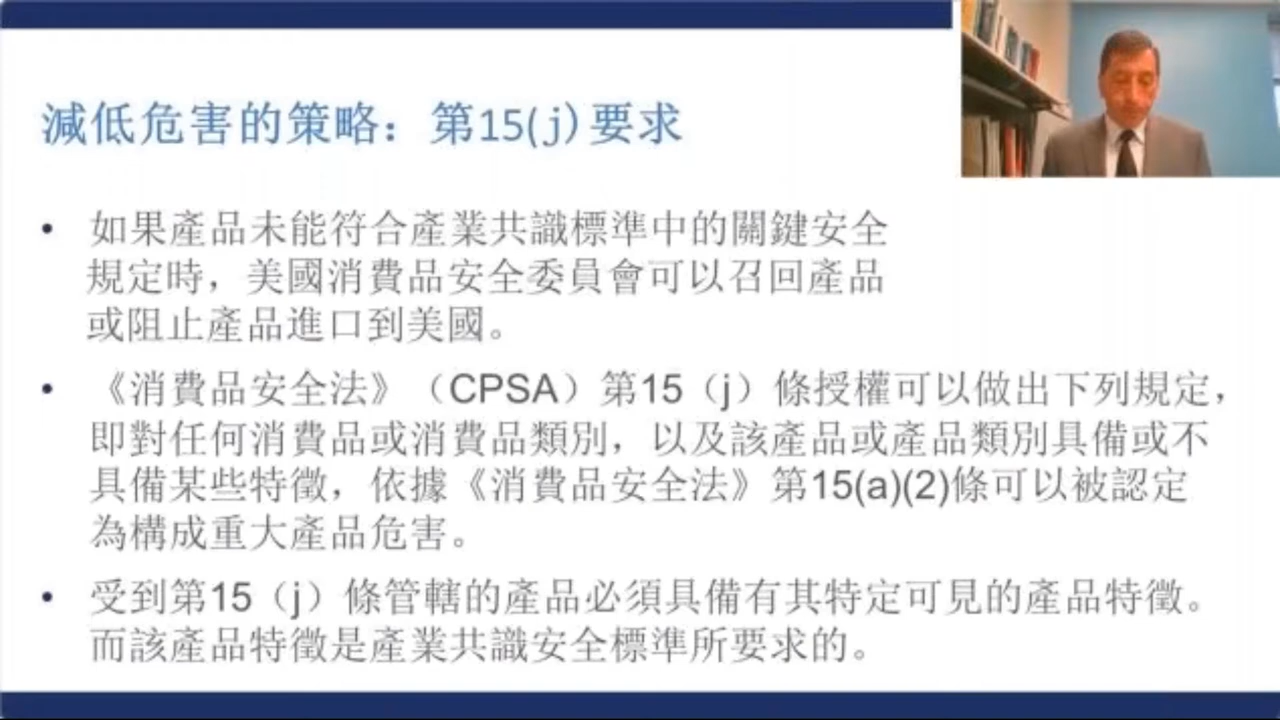 減低危害的策略：第15(j)要求
• 如果產品未能符合產業共識標準中的關鍵安全
規定時，美國消費品安全委員會可以召回產品
或阻止產品進口到美國。
• 《消費品安全法》（CPSA）第15（j）條授權可以做出下列規定，
即對任何消費品或消費品類別，以及該產品或產品類別具備或不
具備某些特徵，依據《消費品安全法》第15(a)(2)條可以被認定
為構成重大產品危害。
• 受到第15（j）條管轄的產品必須具備有其特定可見的產品特徵。
而該產品特徵是產業共識安全標準所要求的。